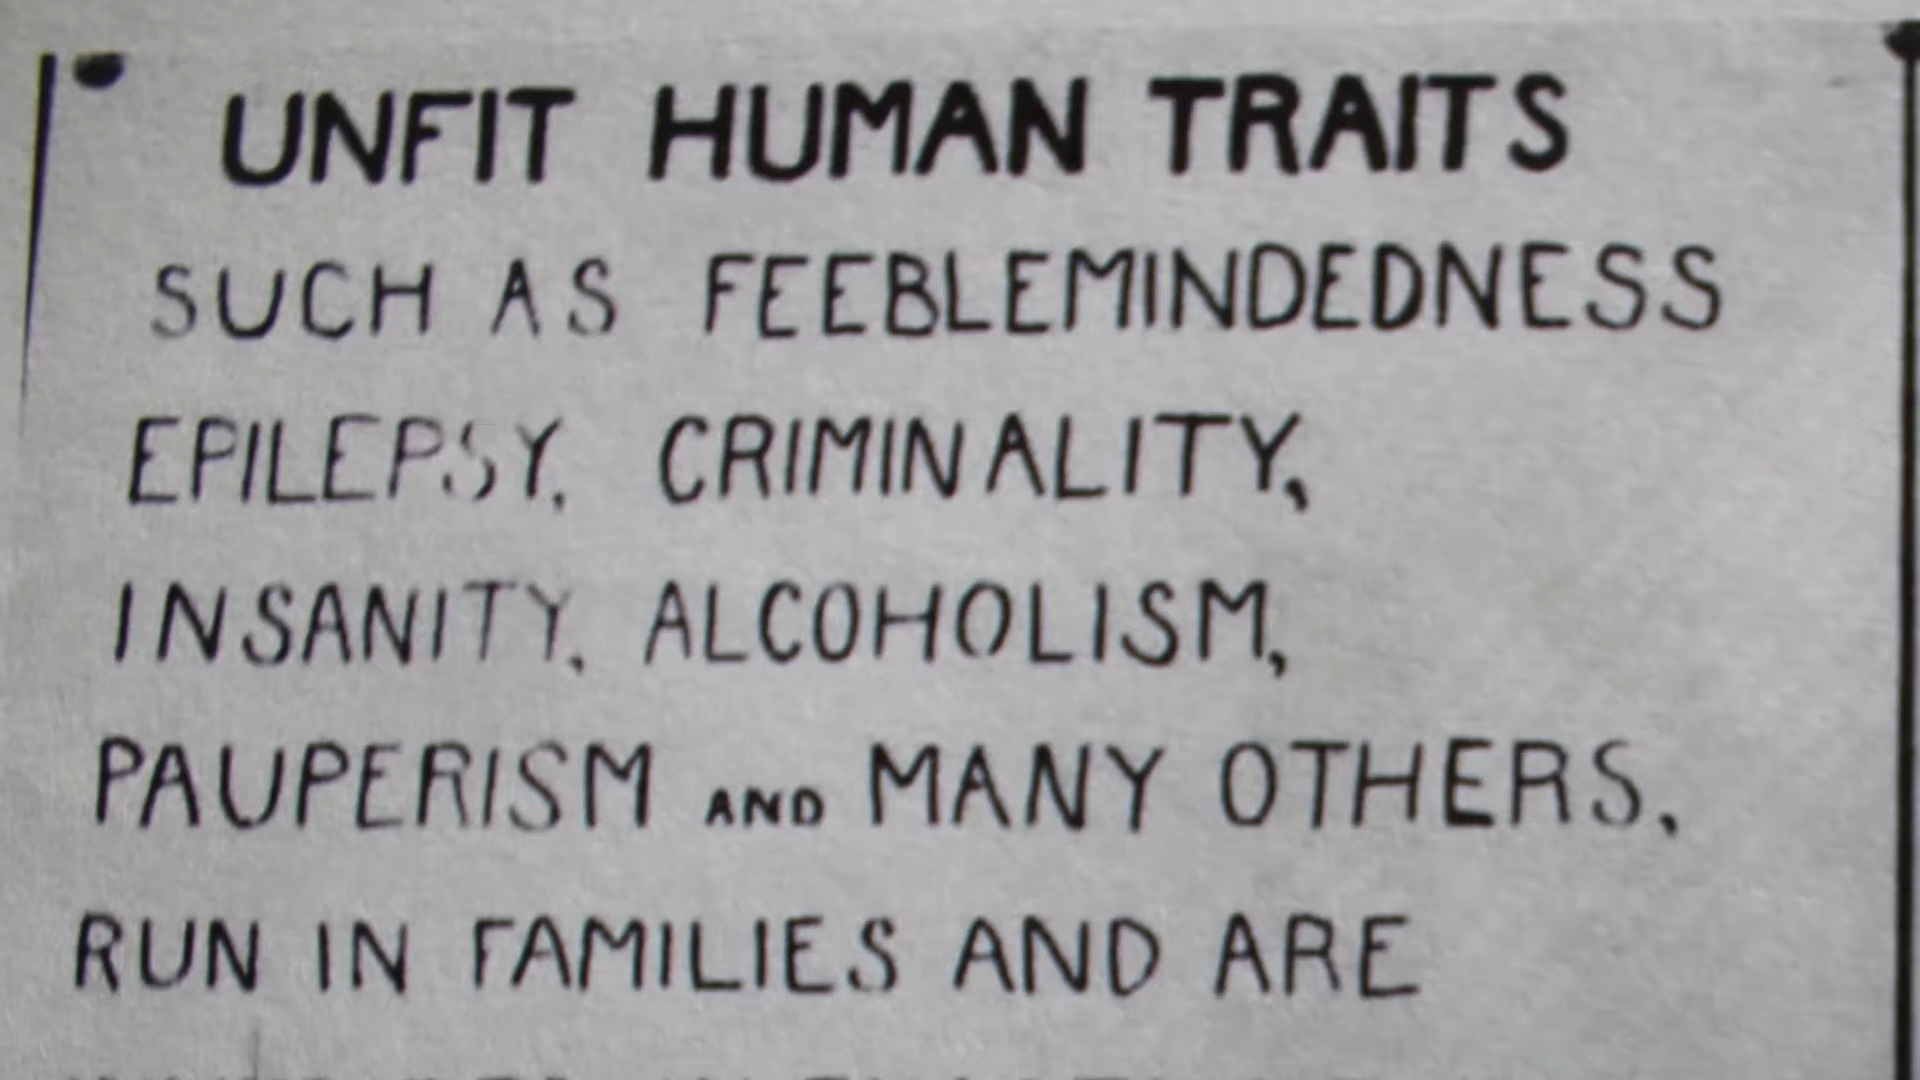 UNFIT HUMAN TRAITS
SUCH AS FEEBLEMINDEDNESS
EPILEPSY, CRIMINALITY,
INSANITY, ALCOHOLISM,
PAUPERISM AND MANY OTHERS,
RUN IN FAMILIES AND ARE